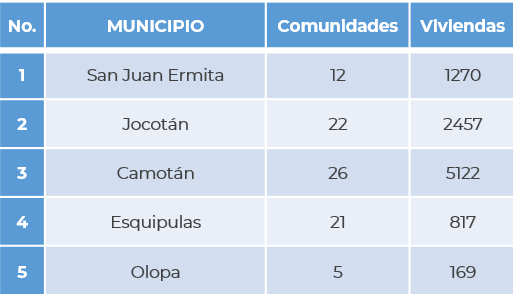 No. MUNICIPIO Comunidades Viviendas
1 San Juan Ermita 12 1270
2 Jocotán 22 2457
3 Camotán 26 5122
4 Esquipulas 21 817
5 Olopa 5 169